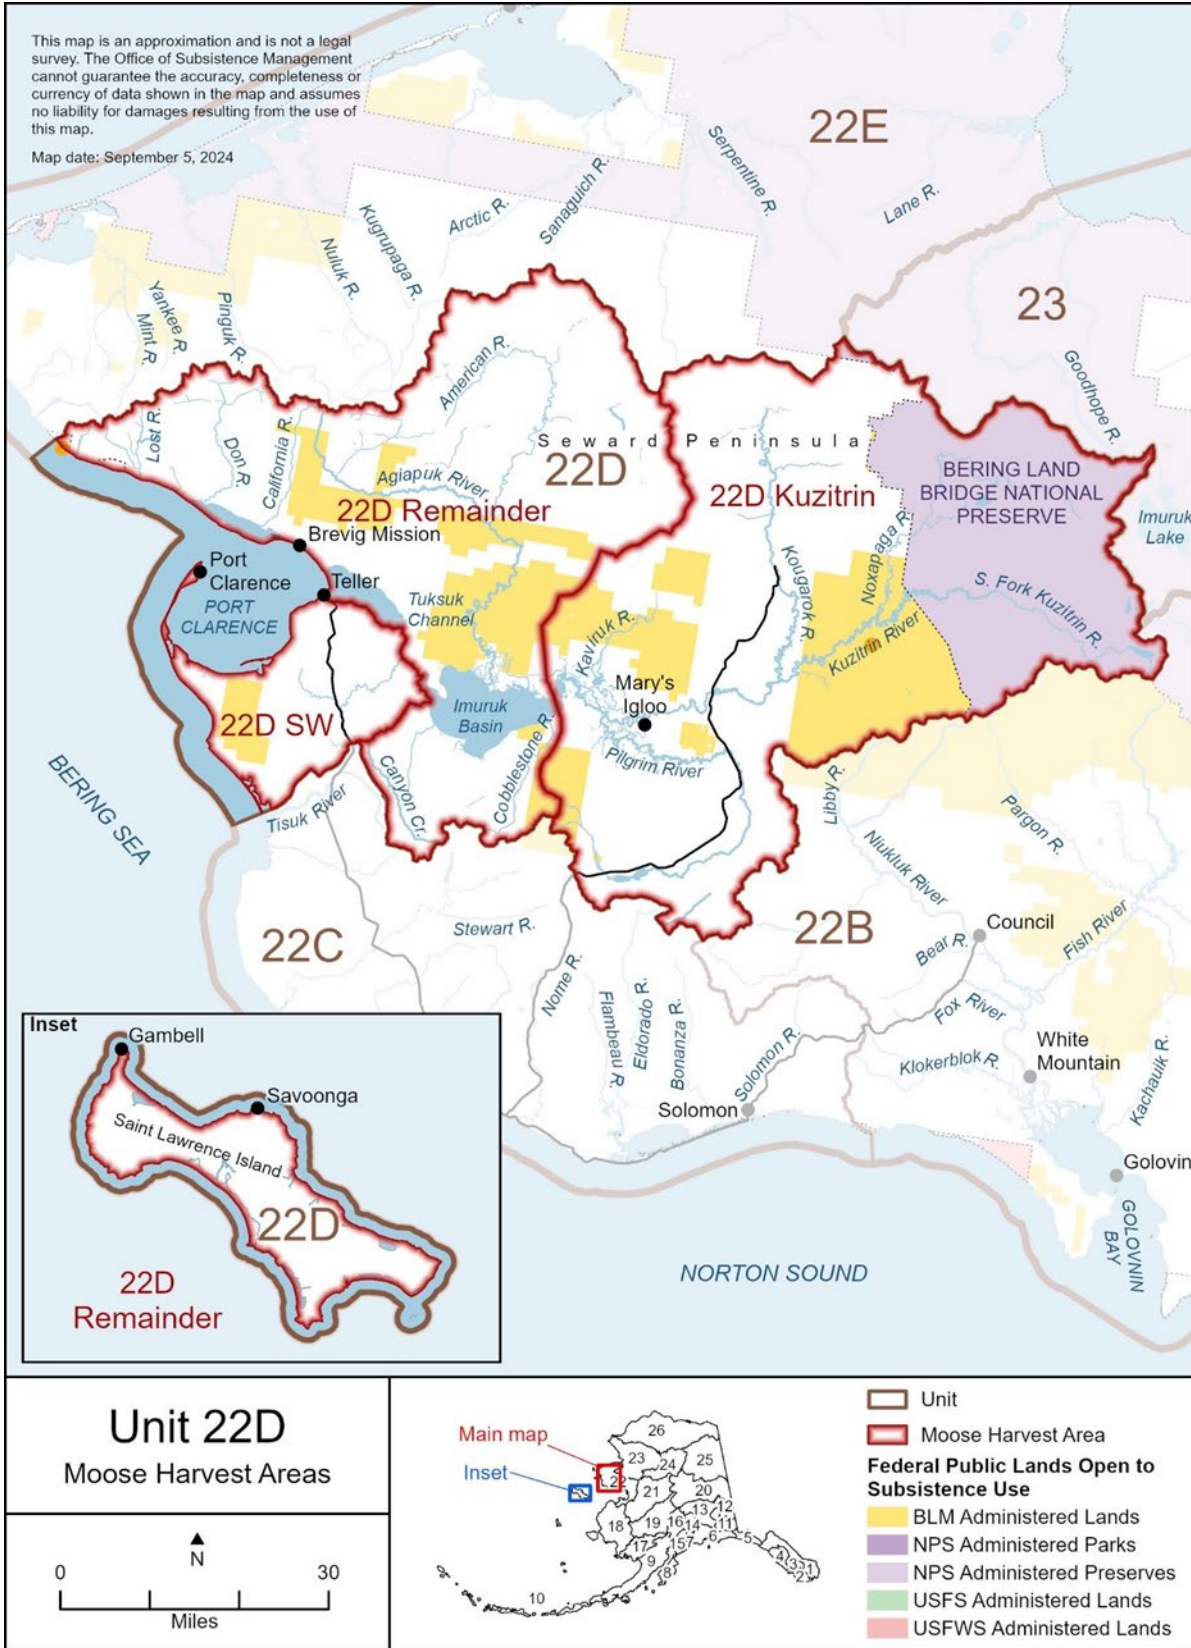 This map is an approximation and is not a legal
survey. The Office of Subsistence Management
cannot guarantee the accuracy, completeness or
currency of data shown in the map and assumes
no liability for damages resulting from the use of
this map.
Map date: September 5, 2024
22E
Serpentine R.
Lane R.
Sanaguich R.
Arctic R.
Kugrupaga R.
Nuluk R.
Pinguk R.
Yankee R.
Mint R.
23
Goodhope R.
American R.
Lost R.
Don R.
California R.
Seward Peninsula
22D
Agiapuk River
22D Remainder
22D Kuzitrin
BERING LAND
BRIDGE NATIONAL
PRESERVE
Imuruk
Lake
Brevig Mission
Port
Clarence
PORT
CLARENCE
Teller
Tuksuk
Channel
Noxapaga R.
Kougarok R.
S. Fork Kuzitrin R.
Kuzitrin River
Kaviruk R.
Mary's
Igloo
Imuruk
Basin
22D SW
Cobblestone R.
Pilgrim River
Canyon Cr.
Tisuk River
BERING SEA
Libby R.
Pargon R.
Niukluk River
22C
Stewart R.
22B
Council
Bear R.
Fish River
Nome R.
Flambeau R.
Eldorado R.
Bonanza R.
Solomon R.
Fox River
Klokerblok R.
White
Mountain
Kachauik R.
Solomon
Golovin
GOLOVNIN
BAY
NORTON SOUND
Inset
Gambell
Savoonga
Saint Lawrence Island
22D
22D
Remainder
Unit 22D
Moose Harvest Areas
N
0
30
Miles
Main map
Inset
26
23
24
25
22
21
20
18
19
16
13
14
12
11
17
15
7
6
5
9
8
4
3
1
2
10
Unit
Moose Harvest Area
Federal Public Lands Open to
Subsistence Use
BLM Administered Lands
NPS Administered Parks
NPS Administered Preserves
USFS Administered Lands
USFWS Administered Lands